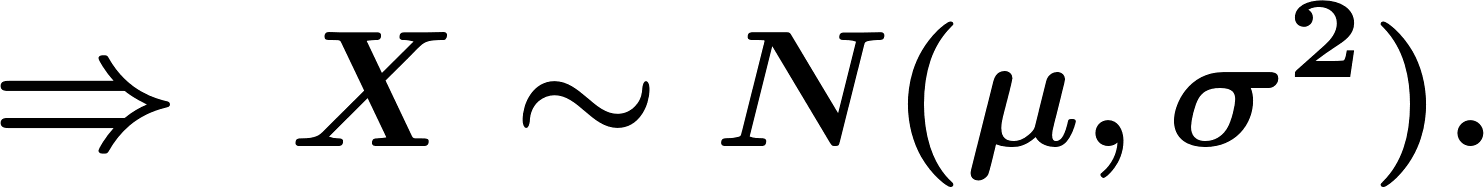 ⇒ X ∼ N(μ, σ²).